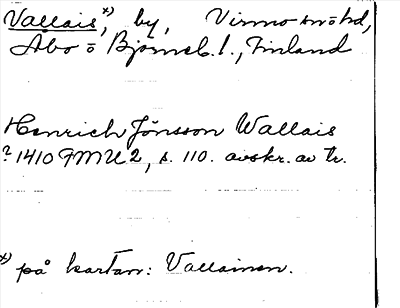 Vallais,x) by, Virmo sn o hd,
Åbo o Björneb. l., Finland
Henrich Jönsson Wallais
? 1410 FMU 2, s. 110. avskr. av tr.
x) på kartan: Vallainen.